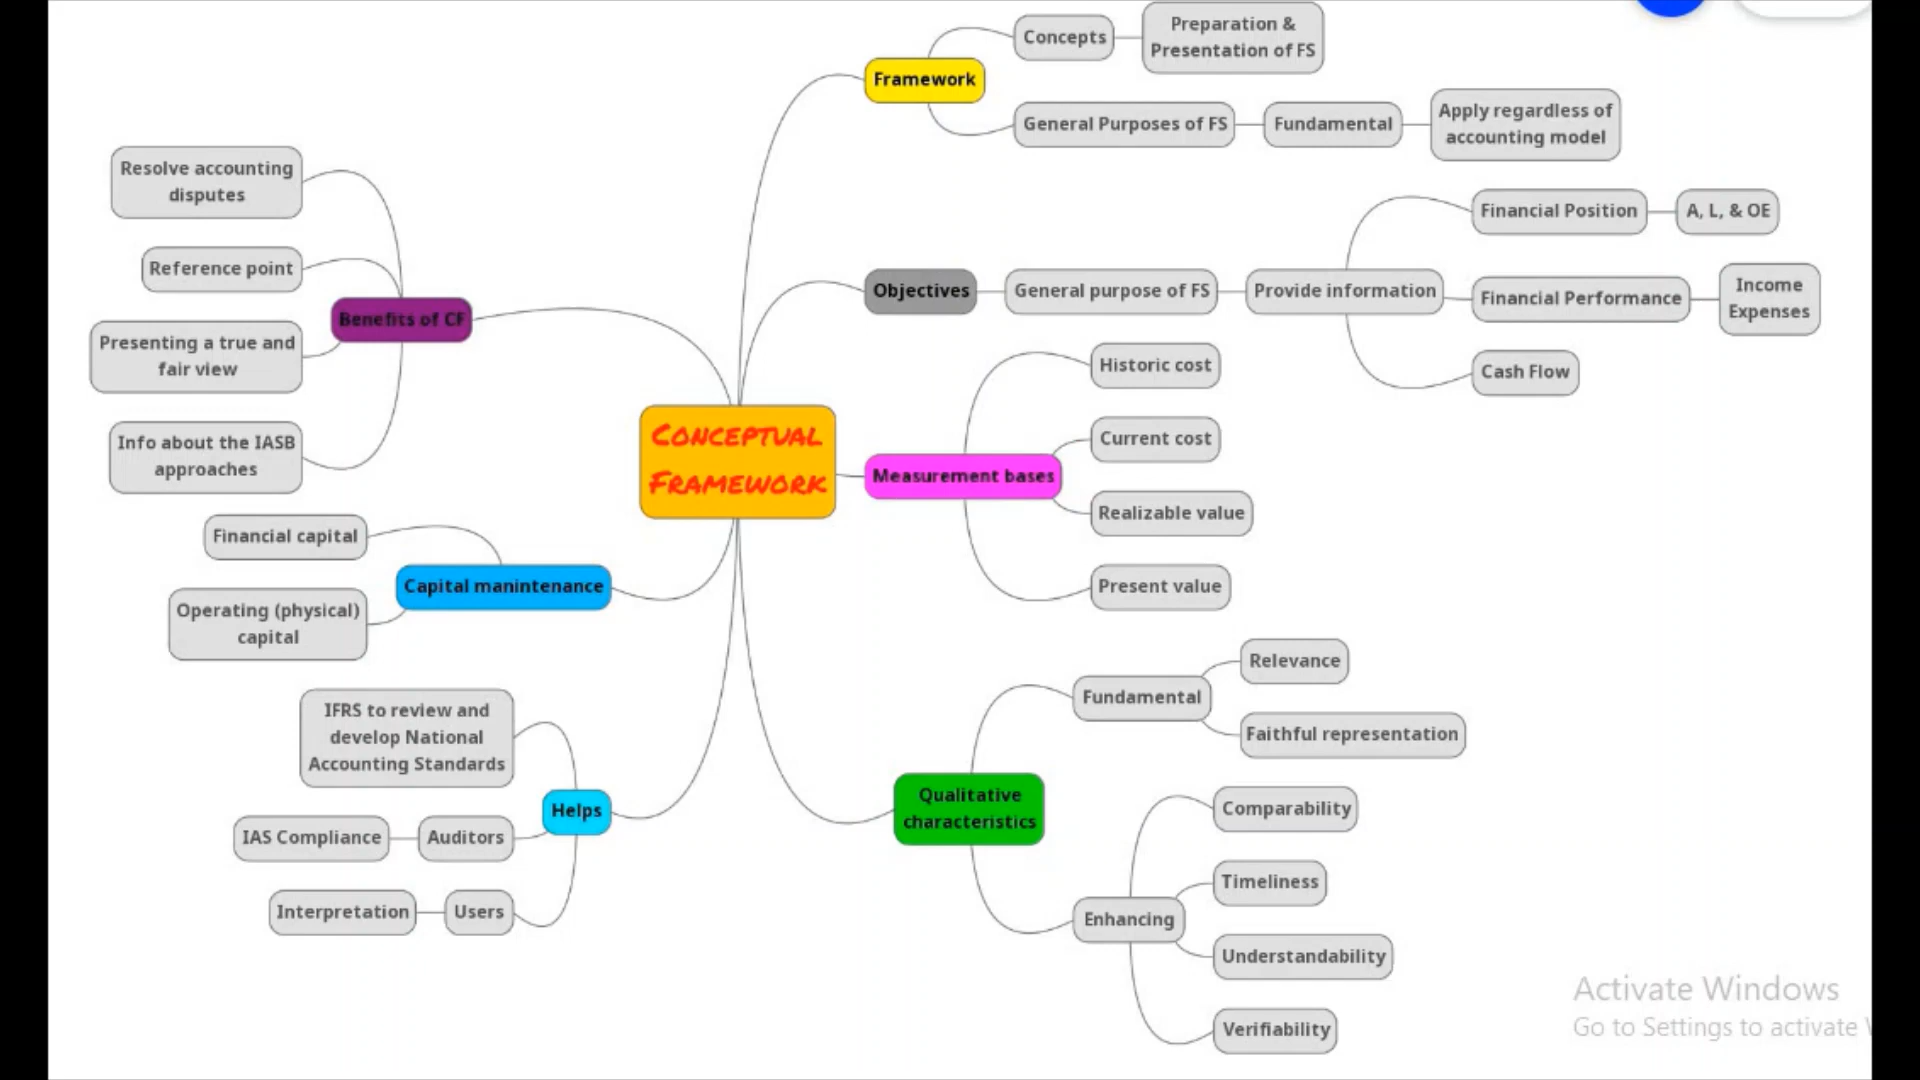 Conceptual
Framework
Framework
Concepts
Preparation &
Presentation of FS
General Purposes of FS
Fundamental
Apply regardless of
accounting model
Objectives
General purpose of FS
Provide information
Financial Position
A, L, & OE
Financial Performance
Income
Expenses
Cash Flow
Measurement bases
Historic cost
Current cost
Realizable value
Present value
Qualitative
characteristics
Fundamental
Relevance
Faithful representation
Enhancing
Comparability
Timeliness
Understandability
Verifiability
Benefits of CF
Resolve accounting
disputes
Reference point
Presenting a true and
fair view
Info about the IASB
approaches
Capital manintenance
Financial capital
Operating (physical)
capital
Helps
IFRS to review and
develop National
Accounting Standards
Auditors
IAS Compliance
Users
Interpretation
Activate Windows
Go to Settings to activate